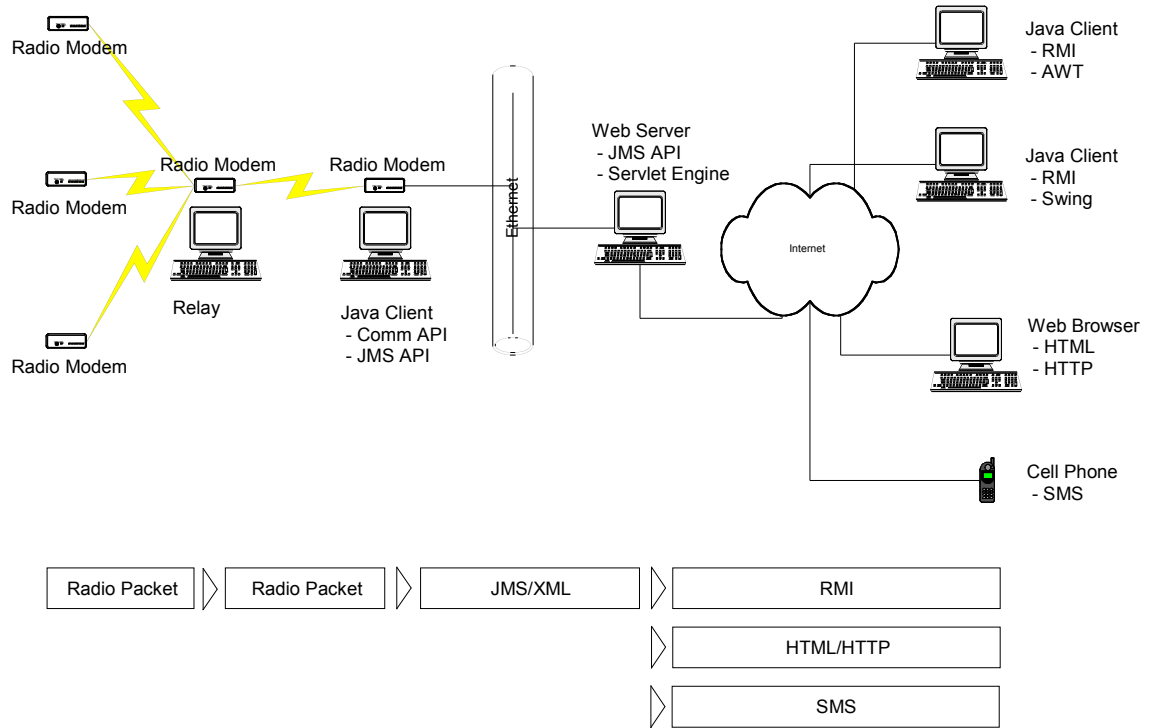 Radio Modem
Radio Modem
Radio Modem
Radio Modem
Radio Modem
Relay
Java Client
- Comm API
- JMS API
Ethernet
Web Server
- JMS API
- Servlet Engine
Internet
Java Client
- RMI
- AWT
Java Client
- RMI
- Swing
Web Browser
- HTML
- HTTP
Cell Phone
- SMS
Radio Packet
Radio Packet
JMS/XML
RMI
HTML/HTTP
SMS